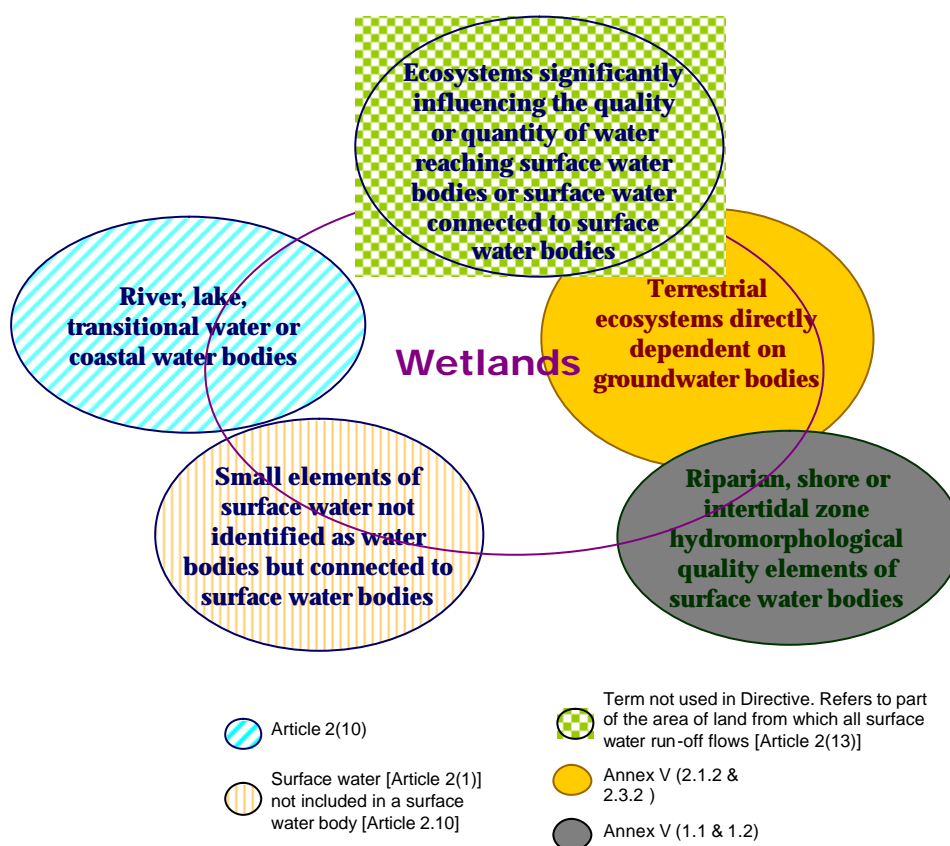 Ecosystems significantly
influencing the quality
or quantity of water
reaching surface water
bodies or surface water
connected to surface
water bodies
River, lake,
transitional water or
coastal water bodies
Wetlands
Terrestrial
ecosystems directly
dependent on
groundwater bodies
Small elements of
surface water not
identified as water
bodies but connected to
surface water bodies
Riparian, shore or
intertidal zone
hydromorphological
quality elements of
surface water bodies
Article 2(10)
Surface water [Article 2(1)]
not included in a surface
water body [Article 2.10]
Term not used in Directive. Refers to part
of the area of land from which all surface
water run-off flows [Article 2(13)]
Annex V (2.1.2 &
2.3.2 )
Annex V (1.1 & 1.2)